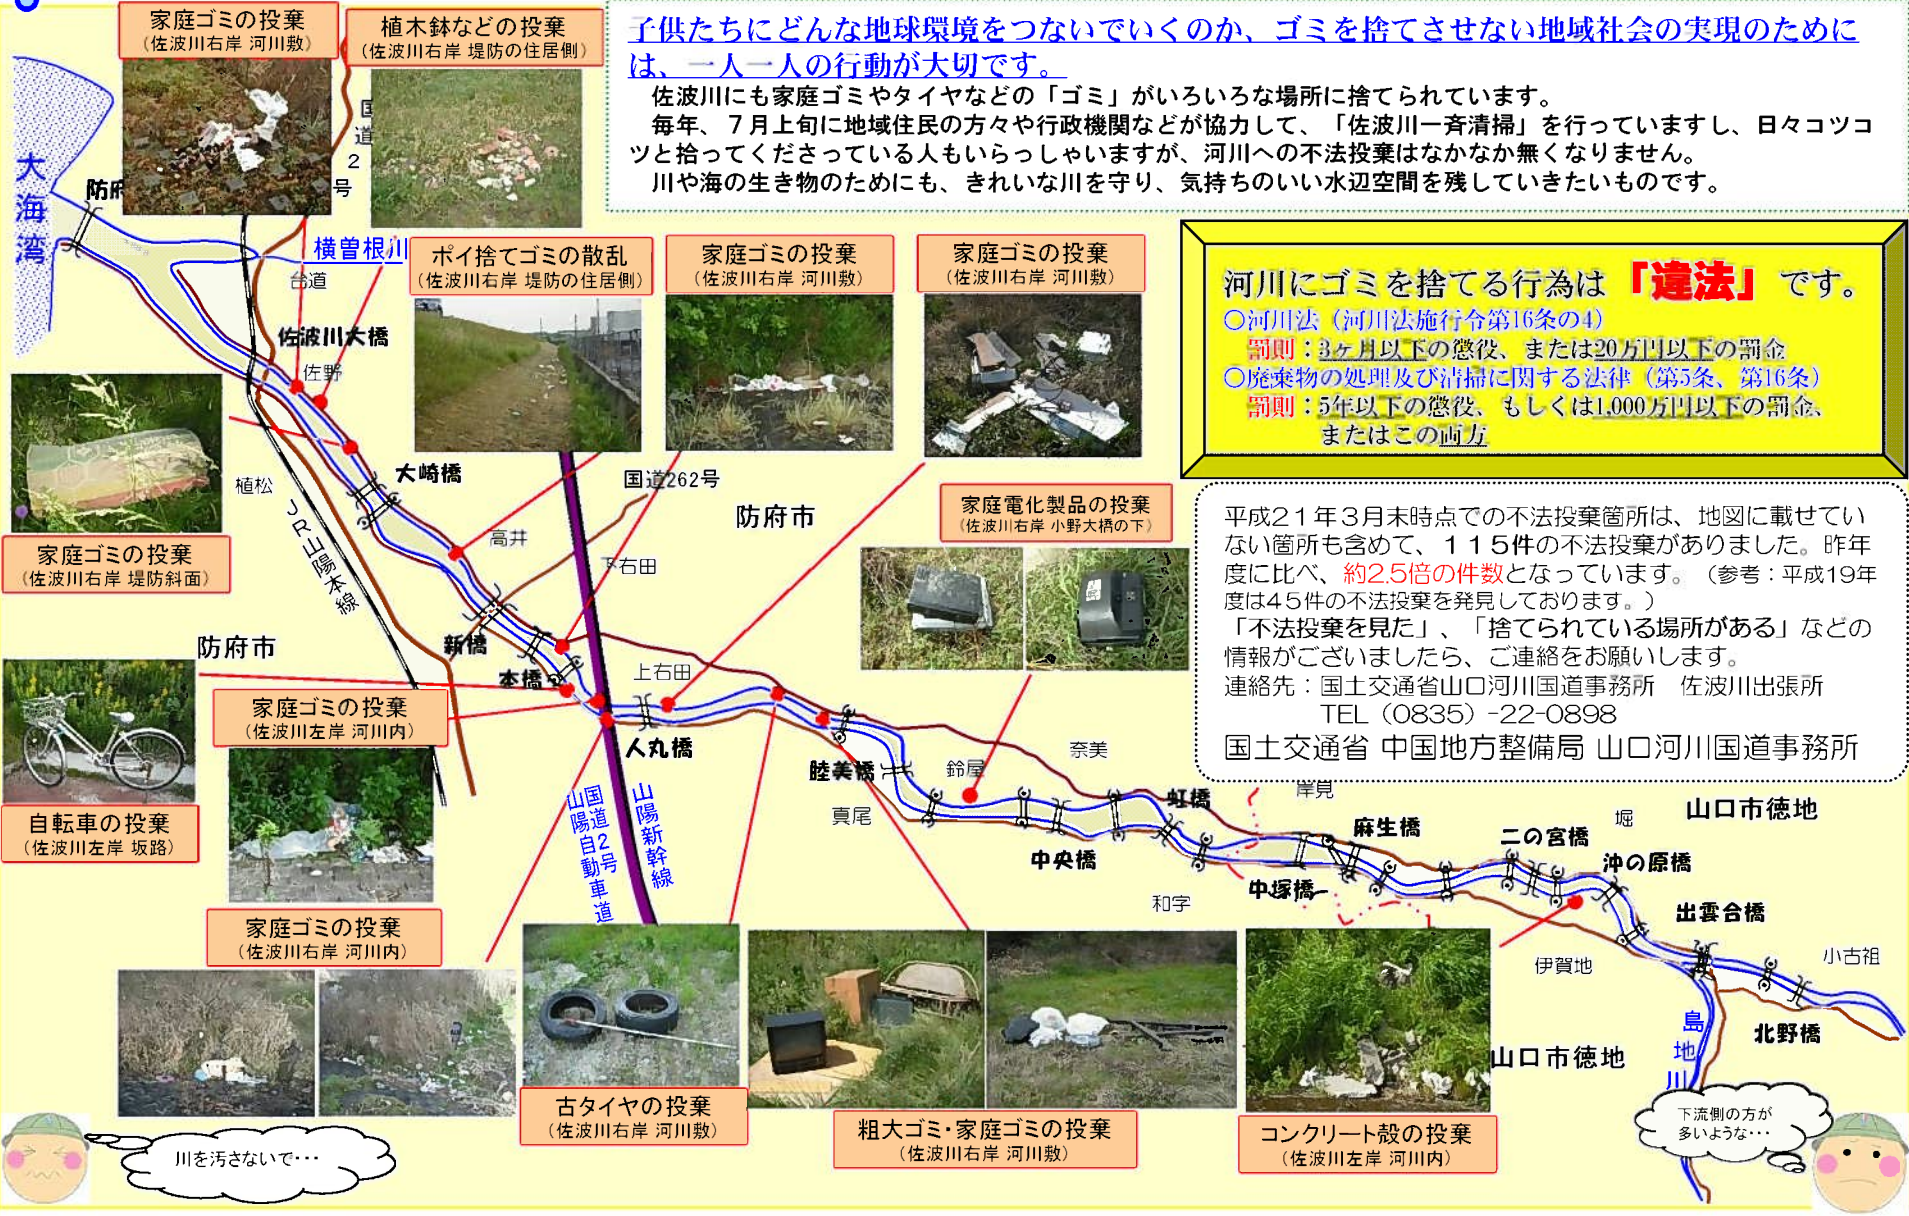 家庭ゴミの投棄
（佐波川右岸 河川敷）
植木鉢などの投棄
（佐波川右岸 堤防の住居側）
子供たちにどんな地球環境をつないでいくのか、ゴミを捨てさせない地域社会の実現のために
は、一人一人の行動が大切です。
佐波川にも家庭ゴミやタイヤなどの「ゴミ」がいろいろな場所に捨てられています。
毎年、７月上旬に地域住民の方々や行政機関などが協力して、「佐波川一斉清掃」を行っていますし、日々コツコ
ツと拾ってくださっている人もいらっしゃいますが、河川への不法投棄はなかなか無くなりません。
川や海の生き物のためにも、きれいな川を守り、気持ちのいい水辺空間を残していきたいものです。
大海湾
防府
国道2号
横曽根川
台道
佐波川大橋
佐野
ポイ捨てゴミの散乱
（佐波川右岸 堤防の住居側）
家庭ゴミの投棄
（佐波川右岸 河川敷）
家庭ゴミの投棄
（佐波川右岸 河川敷）
河川にゴミを捨てる行為は「違法」です。
○河川法（河川法施行令第16条の4）
罰則：3ヶ月以下の懲役、または20万円以下の罰金
○廃棄物の処理及び清掃に関する法律（第5条、第16条）
罰則：5年以下の懲役、もしくは1,000万円以下の罰金、
またはこの両方
大崎橋
植松
JR山陽本線
国道262号
防府市
高井
下右田
家庭ゴミの投棄
（佐波川右岸 堤防斜面）
家庭電化製品の投棄
（佐波川右岸 小野大橋の下）
平成２１年３月末時点での不法投棄箇所は、地図に載せてい
ない箇所も含めて、１１５件の不法投棄がありました。昨年
度に比べ、約2.5倍の件数となっています。（参考：平成19年
度は45件の不法投棄を発見しております。）
「不法投棄を見た」、「捨てられている場所がある」などの
情報がございましたら、ご連絡をお願いします。
連絡先：国土交通省山口河川国道事務所　佐波川出張所
TEL（0835）-22-0898
国土交通省 中国地方整備局 山口河川国道事務所
防府市
新橋
本橋
上右田
人丸橋
家庭ゴミの投棄
（佐波川左岸 河川内）
自転車の投棄
（佐波川左岸 坂路）
国道2号
山陽自動車道
山陽新幹線
睦美橋
鈴屋
奈美
真尾
中央橋
虹橋
岸見
和字
中塚橋
麻生橋
二の宮橋
堀
山口市徳地
沖の原橋
出雲合橋
伊賀地
小古祖
北野橋
島地川
山口市徳地
家庭ゴミの投棄
（佐波川右岸 河川内）
古タイヤの投棄
（佐波川右岸 河川敷）
粗大ゴミ・家庭ゴミの投棄
（佐波川右岸 河川敷）
コンクリート殻の投棄
（佐波川左岸 河川内）
川を汚さないで・・・
下流側の方が
多いような・・・